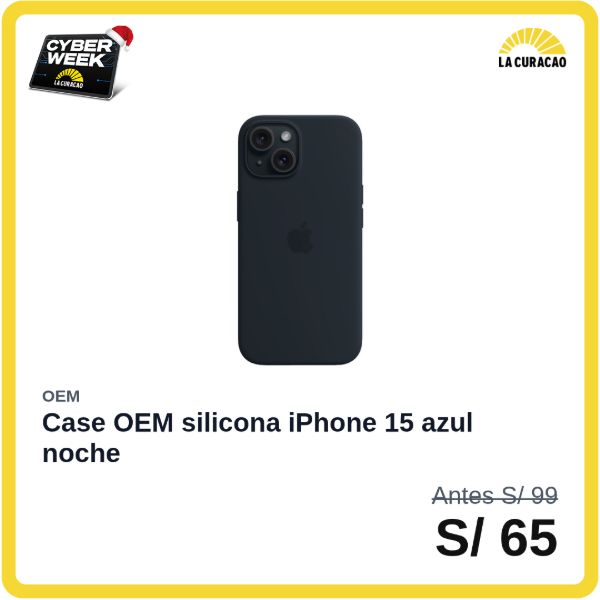 CYBER
WEEK
LA CURACAO
LA CURACAO
OEM
Case OEM silicona iPhone 15 azul
noche
Antes S/ 99
S/ 65